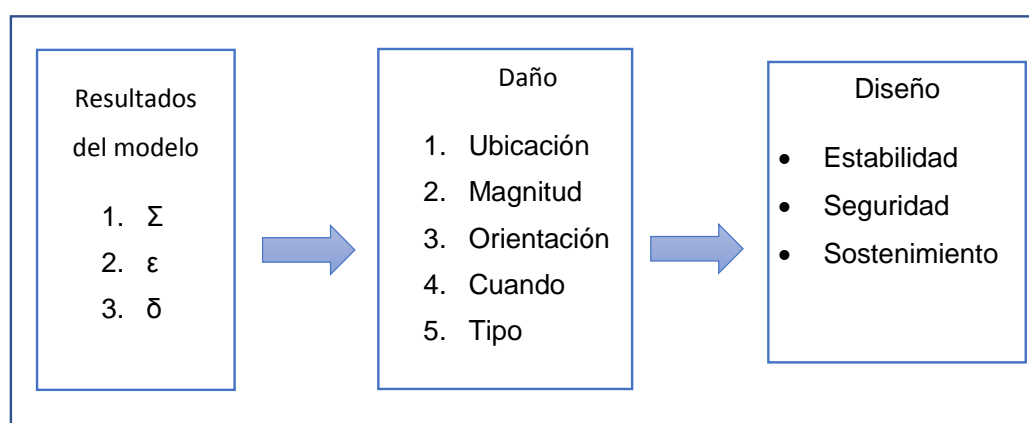 Resultados
del modelo
1. Σ
2. ε
3. δ
Daño
1. Ubicación
2. Magnitud
3. Orientación
4. Cuando
5. Tipo
Diseño
• Estabilidad
• Seguridad
• Sostenimiento